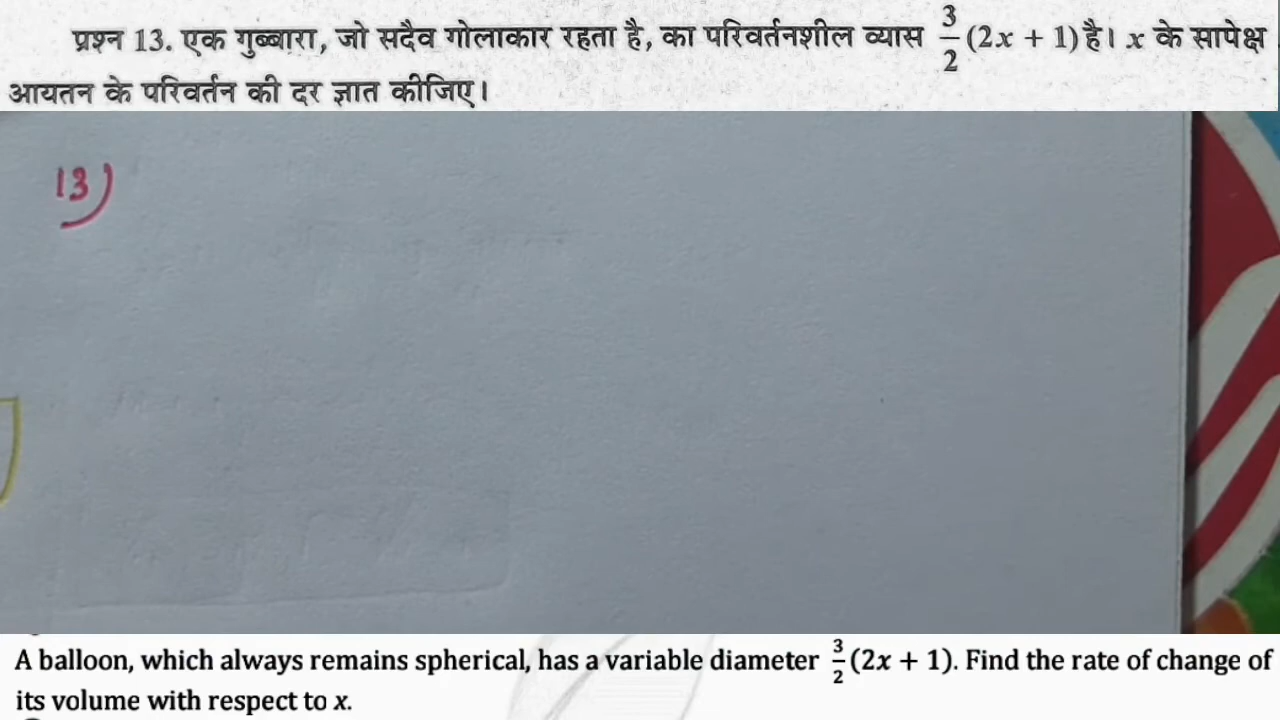 प्रश्न 13. एक गुब्बारा, जो सदैव गोलाकार रहता है, का परिवर्तनशील व्यास 3/2 (2x + 1) है। x के सापेक्ष
आयतन के परिवर्तन की दर ज्ञात कीजिए।
13)
A balloon, which always remains spherical, has a variable diameter 3/2 (2x + 1). Find the rate of change of
its volume with respect to x.